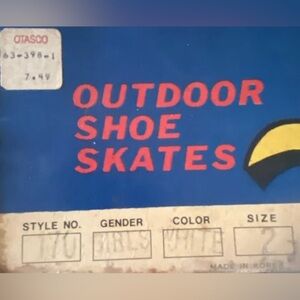 OTASCO
63-398-1
7.99
OUTDOOR
SHOE
SKATES
STYLE NO. GENDER COLOR SIZE
170 GIRLS WHITE 2
MADE IN KOREA